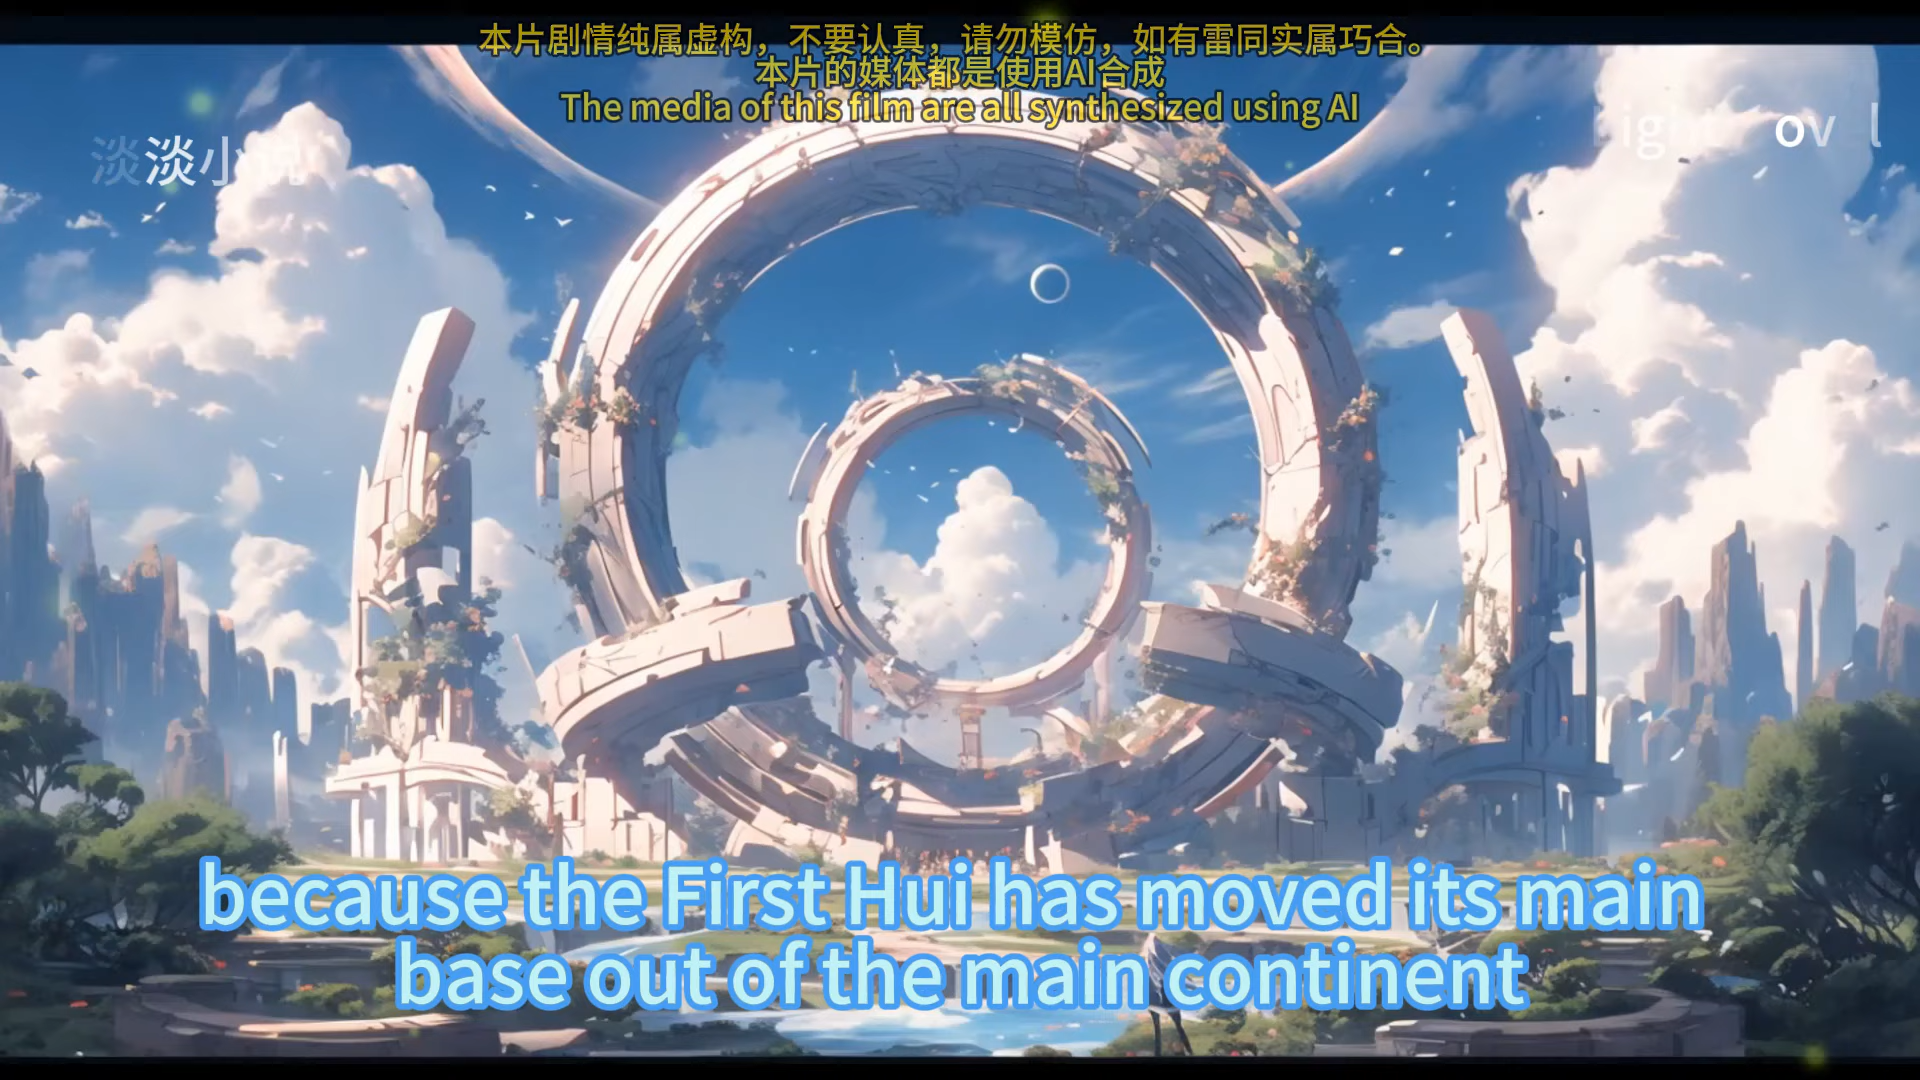 本片剧情纯属虚构，不要认真，请勿模仿，如有雷同实属巧合。
本片的媒体都是使用AI合成
The media of this film are all synthesized using AI
淡淡小说
because the First Hui has moved its main
base out of the main continent